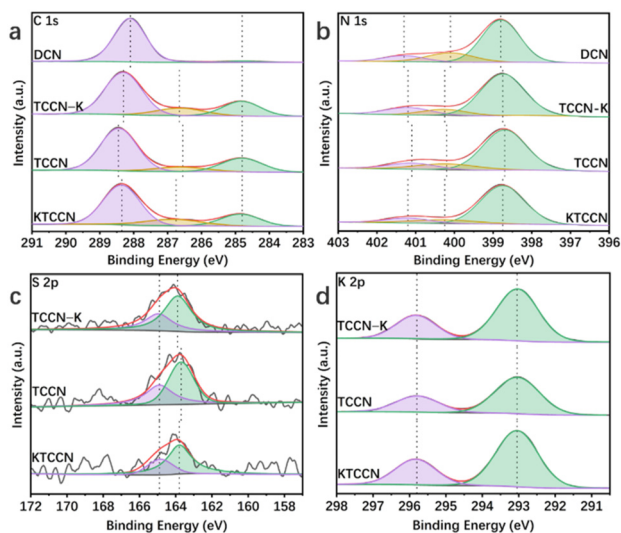 a
C 1s
DCN
TCCN-K
TCCN
KTCCN
291 290 289 288 287 286 285 284 283
Binding Energy (eV)
Intensity (a.u.)
b
N 1s
DCN
TCCN-K
TCCN
KTCCN
403 402 401 400 399 398 397 396
Binding Energy (eV)
Intensity (a.u.)
c
S 2p
TCCN-K
TCCN
KTCCN
172 170 168 166 164 162 160 158
Binding Energy (eV)
Intensity (a.u.)
d
K 2p
TCCN-K
TCCN
KTCCN
298 297 296 295 294 293 292 291
Binding Energy (eV)
Intensity (a.u.)